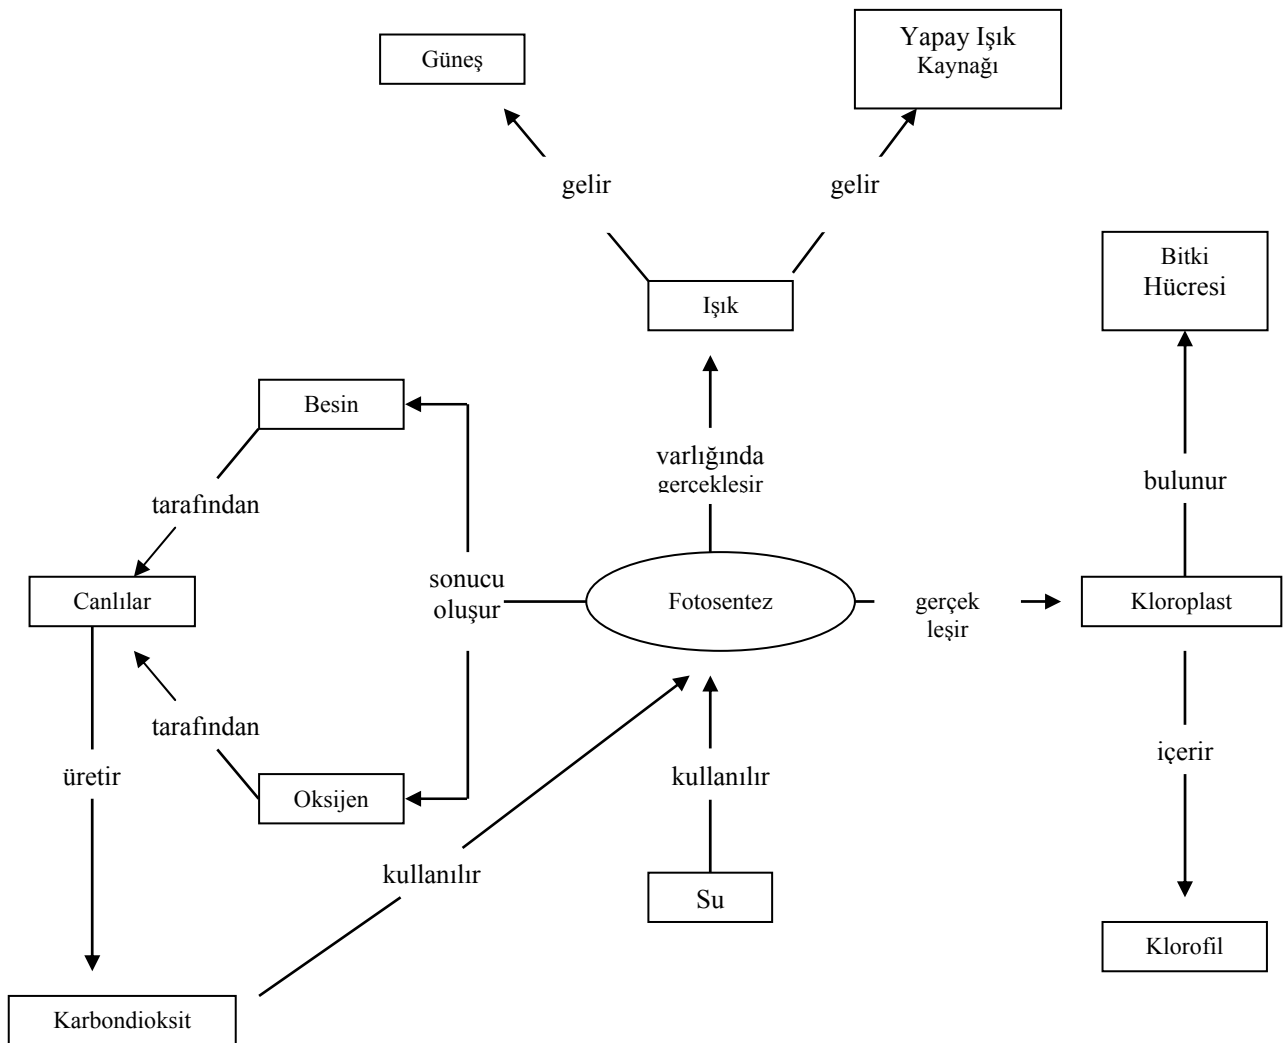 Güneş
Yapay Işık
Kaynağı
gelir
gelir
Bitki
Hücresi
Işık
Besin
varlığında
gerçekleşir
tarafından
bulunur
Canlılar
sonucu
oluşur
Fotosentez
gerçek
leşir
Kloroplast
tarafından
üretir
Oksijen
kullanılır
içerir
kullanılır
Su
Klorofil
Karbondioksit